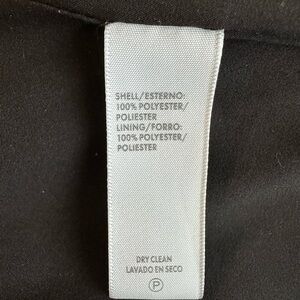 SHELL/ESTERNO:
100% POLYESTER/
POLIESTER
LINING/FORRO:
100% POLYESTER/
POLIESTER
DRY CLEAN
LAVADO EN SECO
P